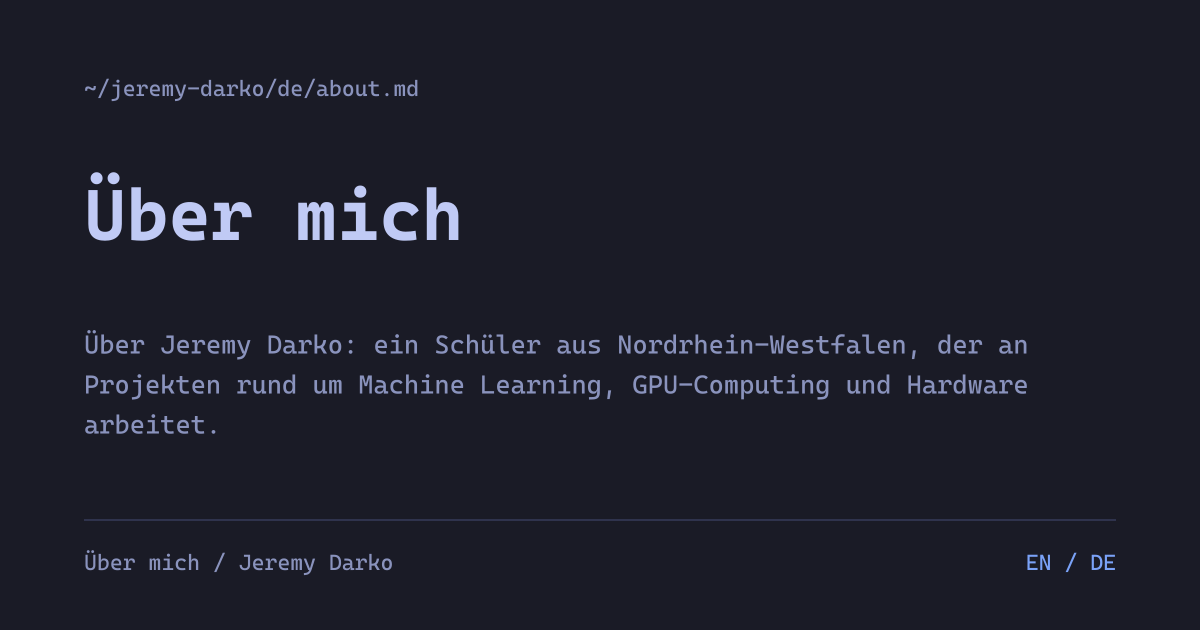 ~/jeremy-darko/de/about.md
Über mich
Über Jeremy Darko: ein Schüler aus Nordrhein-Westfalen, der an
Projekten rund um Machine Learning, GPU-Computing und Hardware
arbeitet.
Über mich / Jeremy Darko
EN / DE